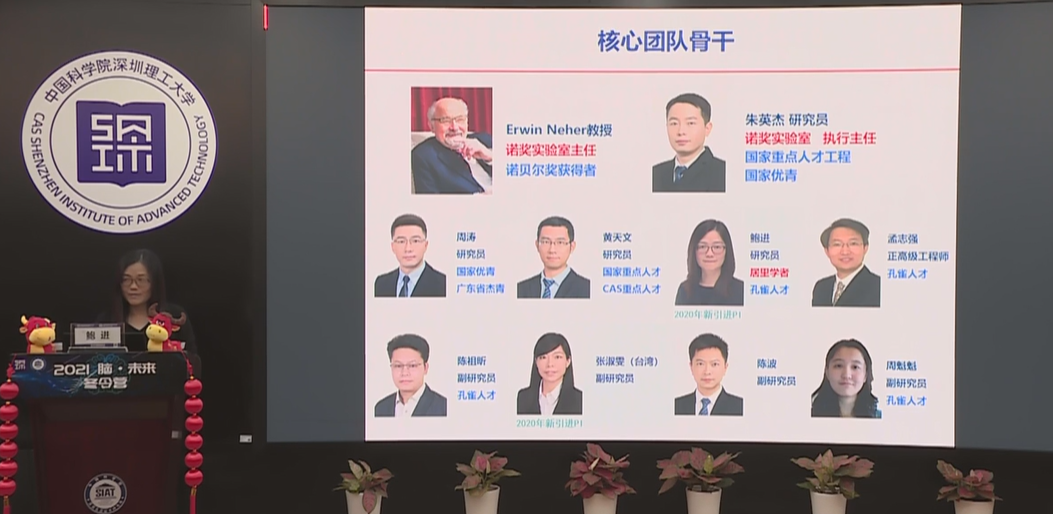 中国科学院深圳理工大学
CAS SHENZHEN INSTITUTE OF ADVANCED TECHNOLOGY
鲍 进
2021 脑·未来
冬令营
SIAT
核心团队骨干
Erwin Neher教授
诺奖实验室主任
诺贝尔奖获得者
朱英杰 研究员
诺奖实验室 执行主任
国家重点人才工程
国家优青
周涛
研究员
国家优青
广东省杰青
黄天文
研究员
国家重点人才
CAS重点人才
鲍进
研究员
居里学者
孔雀人才
2020年新引进PI
孟志强
正高级工程师
孔雀人才
陈祖昕
副研究员
孔雀人才
张淑雯（台湾）
副研究员
2020年新引进PI
陈波
副研究员
周魁魁
副研究员
孔雀人才